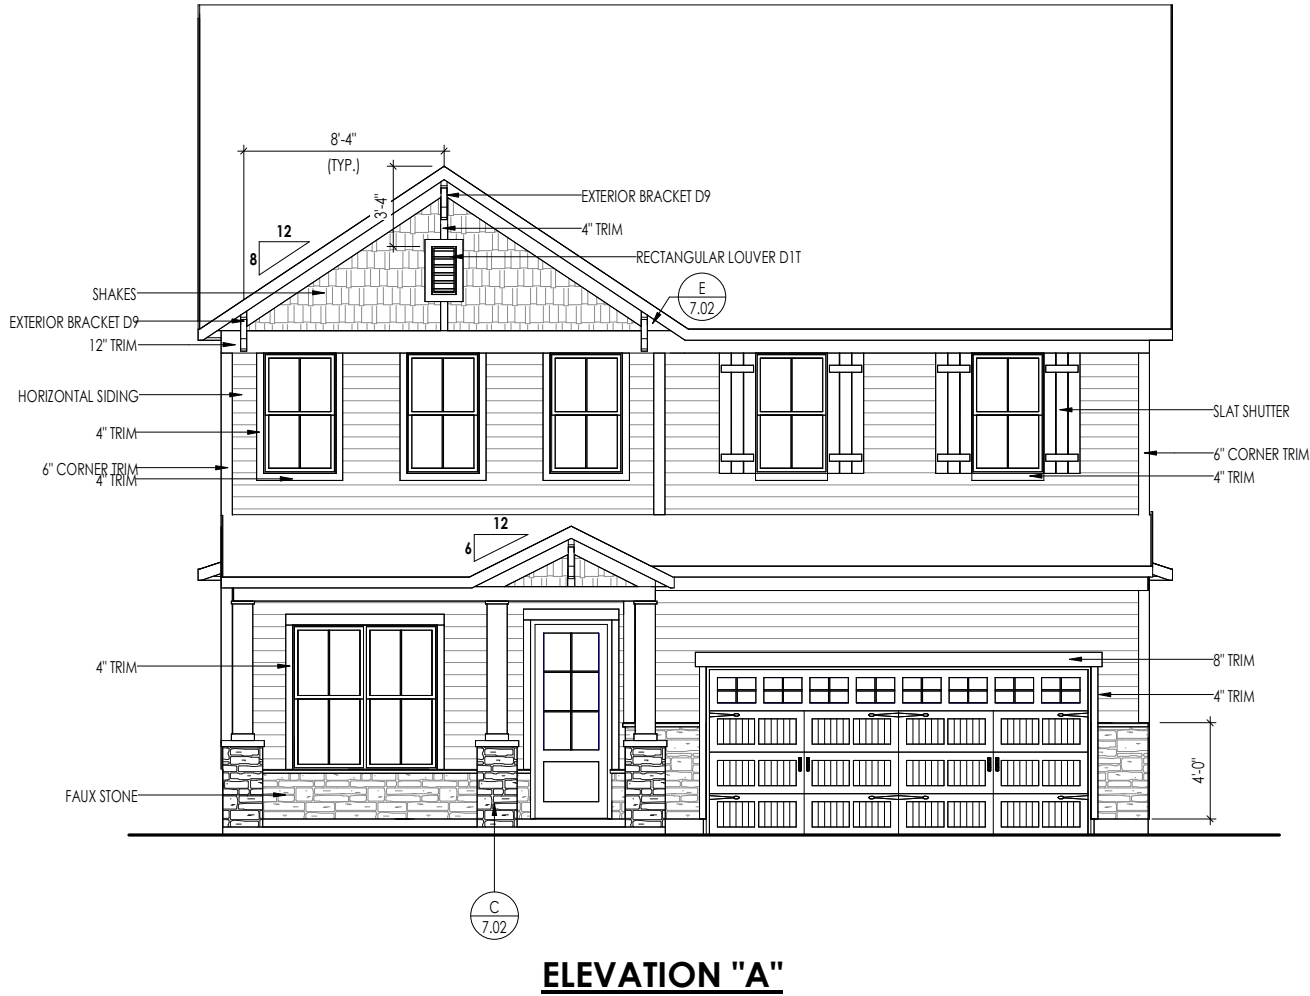 8'-4"
(TYP.)
3'-4"
EXTERIOR BRACKET D9
4" TRIM
12
8
RECTANGULAR LOUVER D1T
E
7.02
SHAKES
EXTERIOR BRACKET D9
12" TRIM
HORIZONTAL SIDING
SLAT SHUTTER
4" TRIM
6" CORNER TRIM
6" CORNER TRIM
4" TRIM
4" TRIM
12
6
4" TRIM
8" TRIM
4" TRIM
4'-0"
FAUX STONE
C
7.02
ELEVATION "A"